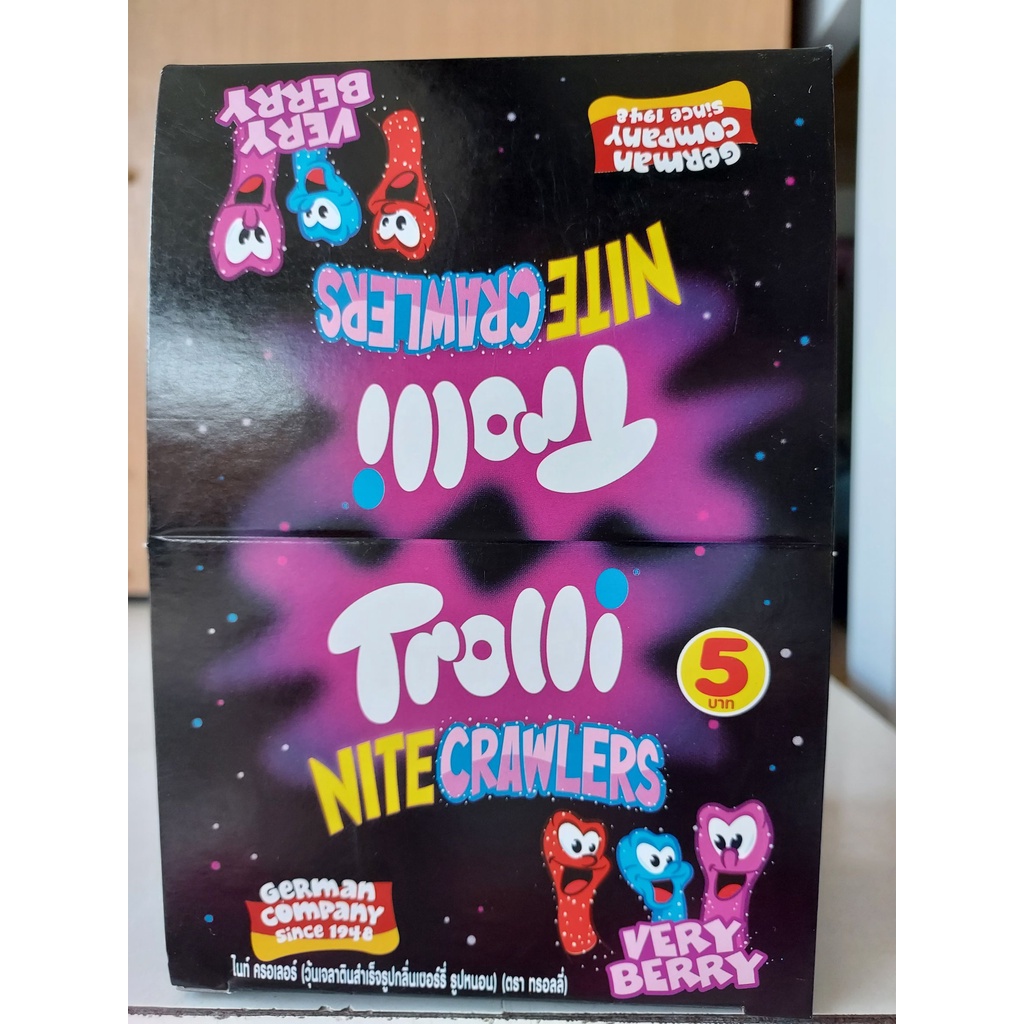 VERY
BERRY
German
Company
Since 1948
NITE CRAWLERS
Trolli
®
Trolli
®
5
บาท
NITE CRAWLERS
German
Company
Since 1948
VERY
BERRY
ไนท์ ครอเลอร์ (วุ้นเจลาตินสำเร็จรูปกลิ่นเบอร์รี่ รูปหนอน) (ตรา ทรอลลี่)